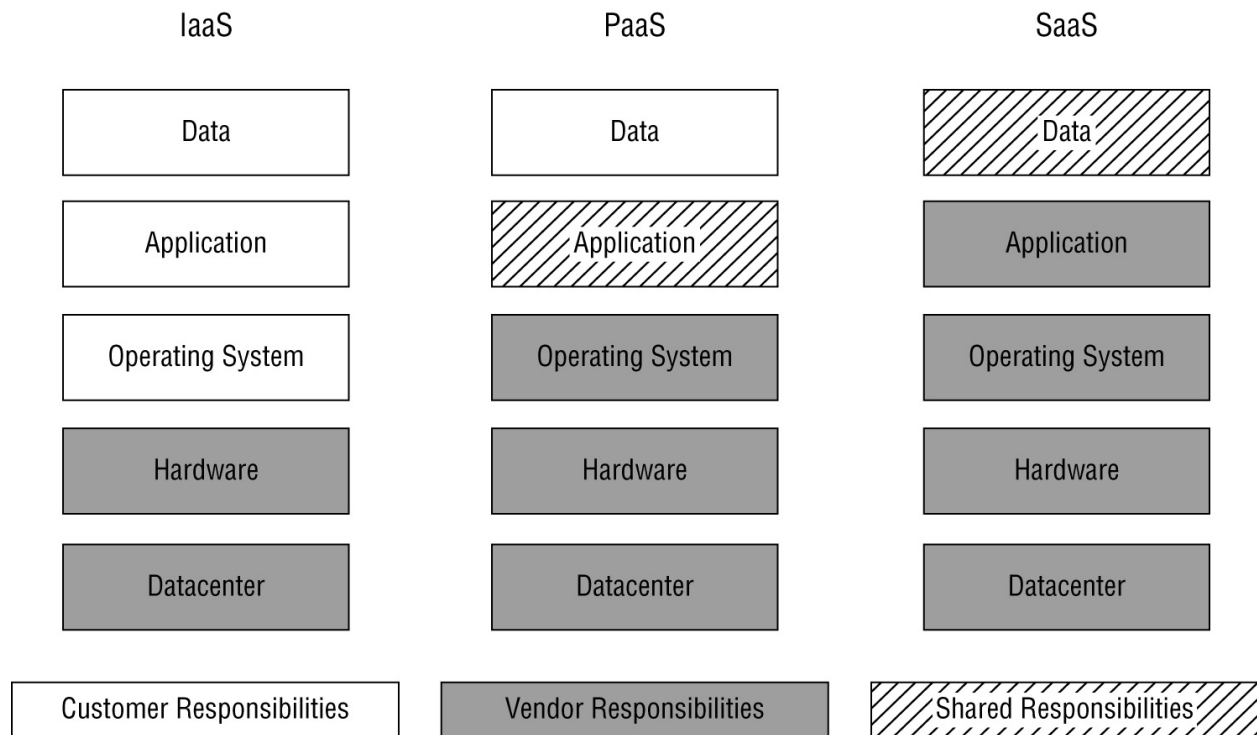 IaaS
PaaS
SaaS
Data
Data
Data
Application
Application
Application
Operating System
Operating System
Operating System
Hardware
Hardware
Hardware
Datacenter
Datacenter
Datacenter
Customer Responsibilities
Vendor Responsibilities
Shared Responsibilities